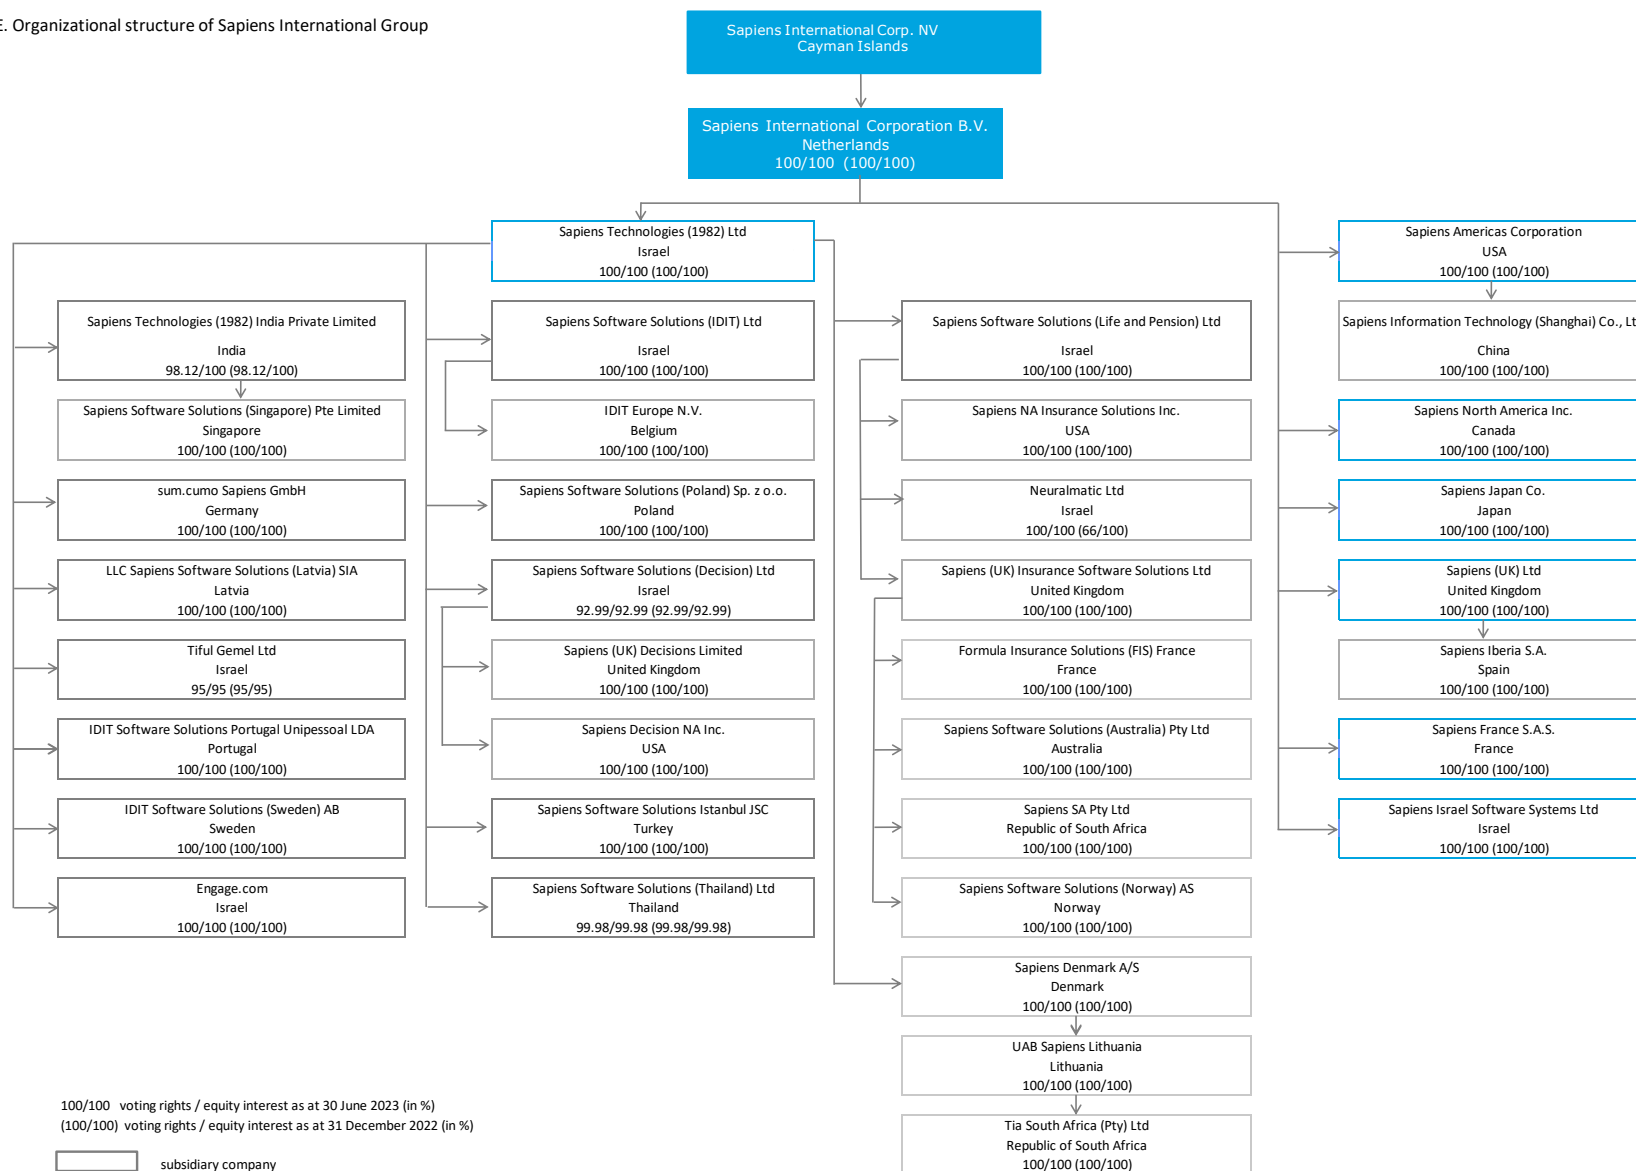 E. Organizational structure of Sapiens International Group
Sapiens International Corp. NV
Cayman Islands
Sapiens International Corporation B.V.
Netherlands
100/100 (100/100)
Sapiens Technologies (1982) Ltd
Israel
100/100 (100/100)
Sapiens Americas Corporation
USA
100/100 (100/100)
Sapiens Technologies (1982) India Private Limited
India
98.12/100 (98.12/100)
Sapiens Software Solutions (IDIT) Ltd
Israel
100/100 (100/100)
Sapiens Software Solutions (Life and Pension) Ltd
Israel
100/100 (100/100)
Sapiens Information Technology (Shanghai) Co., Lt
China
100/100 (100/100)
Sapiens Software Solutions (Singapore) Pte Limited
Singapore
100/100 (100/100)
IDIT Europe N.V.
Belgium
100/100 (100/100)
Sapiens NA Insurance Solutions Inc.
USA
100/100 (100/100)
Sapiens North America Inc.
Canada
100/100 (100/100)
sum.cumo Sapiens GmbH
Germany
100/100 (100/100)
Sapiens Software Solutions (Poland) Sp. z o.o.
Poland
100/100 (100/100)
Neuralmatic Ltd
Israel
100/100 (66/100)
Sapiens Japan Co.
Japan
100/100 (100/100)
LLC Sapiens Software Solutions (Latvia) SIA
Latvia
100/100 (100/100)
Sapiens Software Solutions (Decision) Ltd
Israel
92.99/92.99 (92.99/92.99)
Sapiens (UK) Insurance Software Solutions Ltd
United Kingdom
100/100 (100/100)
Sapiens (UK) Ltd
United Kingdom
100/100 (100/100)
Tiful Gemel Ltd
Israel
95/95 (95/95)
Sapiens (UK) Decisions Limited
United Kingdom
100/100 (100/100)
Formula Insurance Solutions (FIS) France
France
100/100 (100/100)
Sapiens Iberia S.A.
Spain
100/100 (100/100)
IDIT Software Solutions Portugal Unipessoal LDA
Portugal
100/100 (100/100)
Sapiens Decision NA Inc.
USA
100/100 (100/100)
Sapiens Software Solutions (Australia) Pty Ltd
Australia
100/100 (100/100)
Sapiens France S.A.S.
France
100/100 (100/100)
IDIT Software Solutions (Sweden) AB
Sweden
100/100 (100/100)
Sapiens Software Solutions Istanbul JSC
Turkey
100/100 (100/100)
Sapiens SA Pty Ltd
Republic of South Africa
100/100 (100/100)
Sapiens Israel Software Systems Ltd
Israel
100/100 (100/100)
Engage.com
Israel
100/100 (100/100)
Sapiens Software Solutions (Thailand) Ltd
Thailand
99.98/99.98 (99.98/99.98)
Sapiens Software Solutions (Norway) AS
Norway
100/100 (100/100)
Sapiens Denmark A/S
Denmark
100/100 (100/100)
UAB Sapiens Lithuania
Lithuania
100/100 (100/100)
Tia South Africa (Pty) Ltd
Republic of South Africa
100/100 (100/100)
100/100 voting rights / equity interest as at 30 June 2023 (in %)
(100/100) voting rights / equity interest as at 31 December 2022 (in %)
subsidiary company